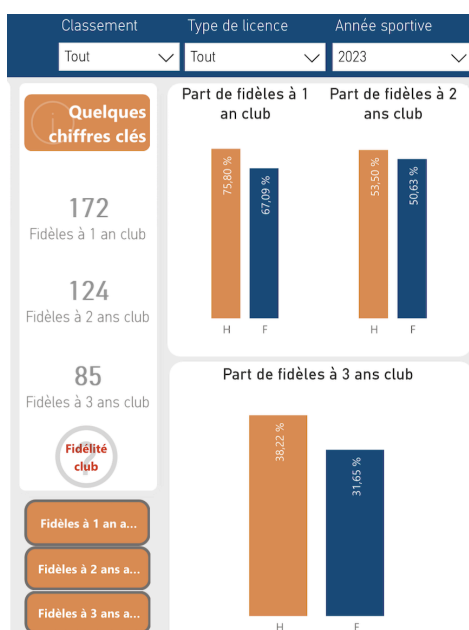 Classement Type de licence Année sportive
Tout Tout 2023
Quelques
chiffres clés
172
Fidèles à 1 an club
124
Fidèles à 2 ans club
85
Fidèles à 3 ans club
Fidélité
club
?
Fidèles à 1 an a...
Fidèles à 2 ans a...
Fidèles à 3 ans a...
Part de fidèles à 1
an club
75,80 %
67,09 %
H F
Part de fidèles à 2
ans club
53,50 %
50,63 %
H F
Part de fidèles à 3 ans club
38,22 %
31,65 %
H F